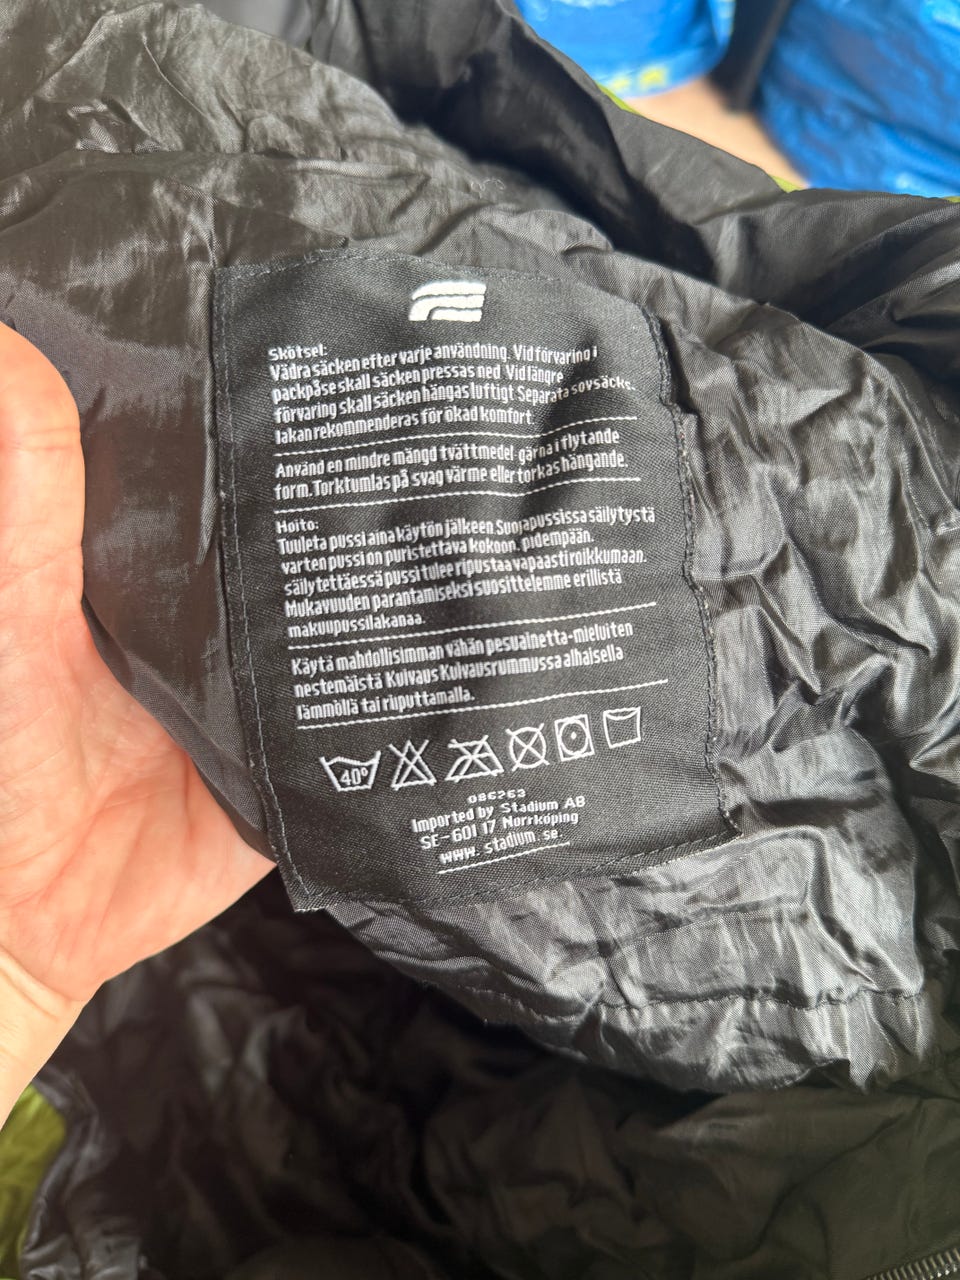 Skötsel:
Vädra säcken efter varje användning. Vid förvaring i
packpåse skall säcken pressas ned Vid längre
förvaring skall säcken hängas luftigt Separata sovsäcks-
lakan rekommenderas för ökad komfort.
Använd en mindre mängd tvättmedel gärna i flytande
form. Torktumlas på svag värme eller torkas hängande.
Hoito:
Tuuleta pussi aina käytön jälkeen. Suojapussissa säilytystä
varten pussi on puristettava kokoon. pidempään.
säilytettäessä pussi tulee ripustaa vapaasti roikkumaan.
Mukavuuden parantamiseksi suosittelemme erillistä
makuupussilakanaa.
Käytä mahdollisimman vähän pesuainetta-mieluiten
nestemäistä Kuivaus Kuivausrummussa alhaisella
lämmöllä tai riiputtamalla.
40°
086263
Imported by Stadium AB
SE-601 17 Norrköping
www.stadium.se.